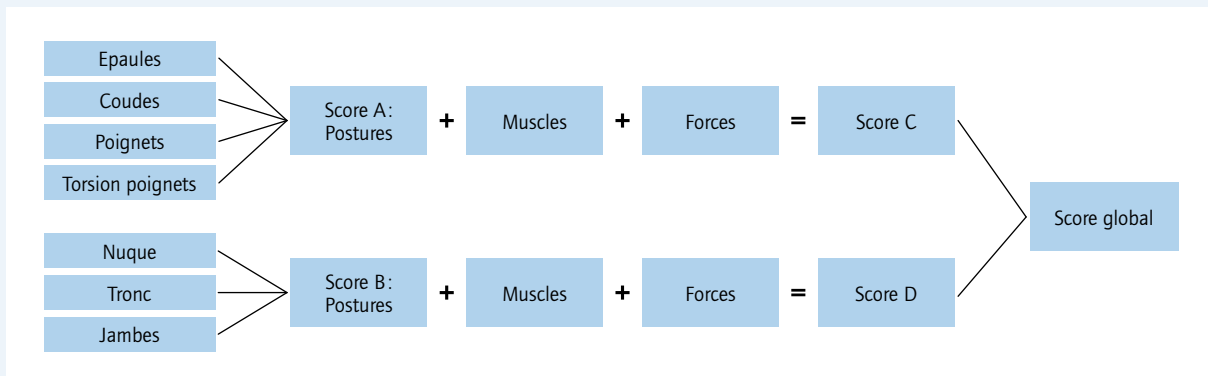 Epaules
Coudes
Poignets
Torsion poignets
Score A:
Postures
+
Muscles
+
Forces
=
Score C
Nuque
Tronc
Jambes
Score B:
Postures
+
Muscles
+
Forces
=
Score D
Score global